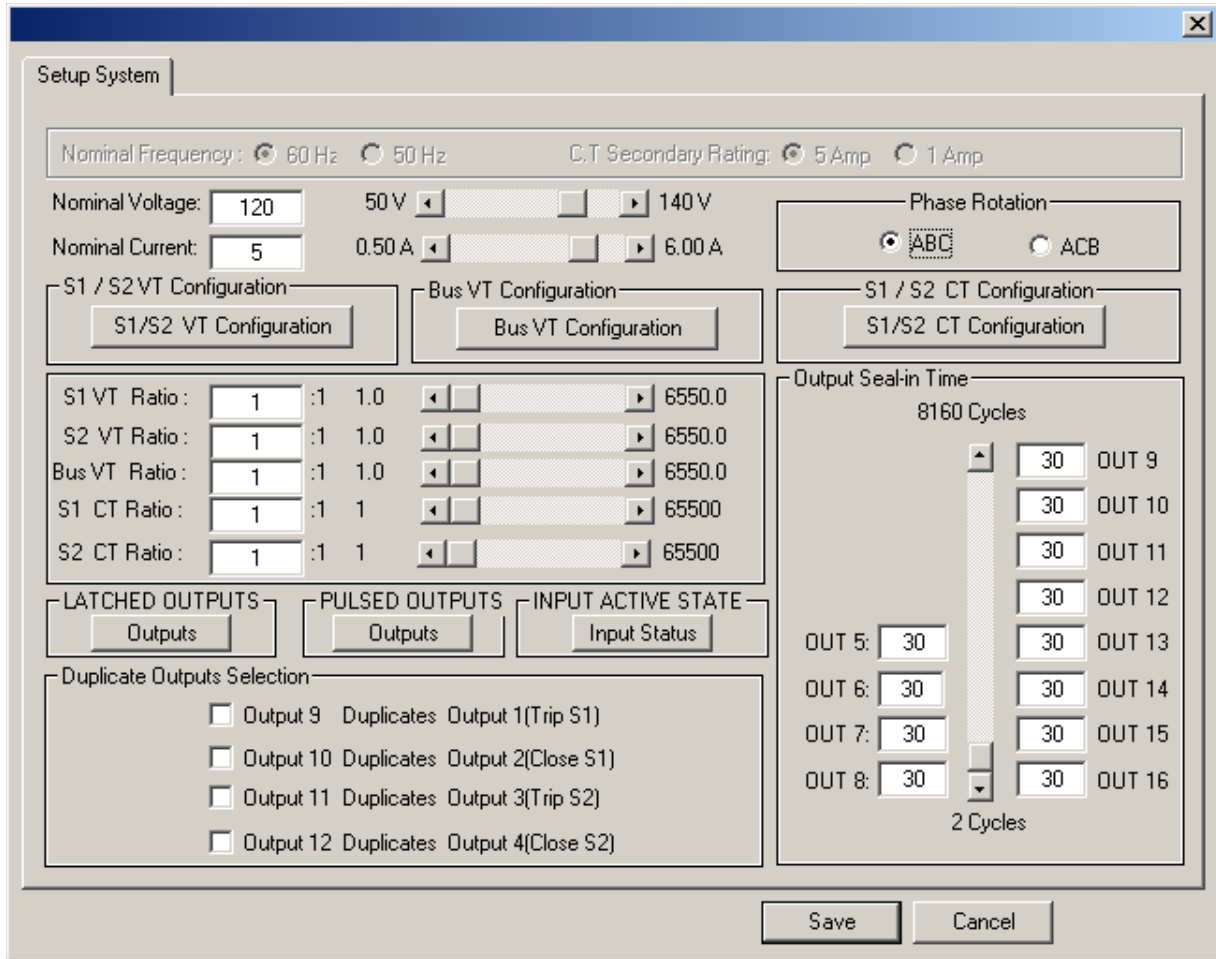 Setup System
Nominal Frequency : 60 Hz 50 Hz C.T Secondary Rating: 5 Amp 1 Amp
Nominal Voltage: 120 50 V 140 V
Nominal Current: 5 0.50 A 6.00 A
Phase Rotation
ABC ACB
S1 / S2 VT Configuration
S1/S2 VT Configuration
Bus VT Configuration
Bus VT Configuration
S1 / S2 CT Configuration
S1/S2 CT Configuration
S1 VT Ratio : 1 :1 1.0 6550.0
S2 VT Ratio : 1 :1 1.0 6550.0
Bus VT Ratio : 1 :1 1.0 6550.0
S1 CT Ratio : 1 :1 1 65500
S2 CT Ratio : 1 :1 1 65500
LATCHED OUTPUTS
Outputs
PULSED OUTPUTS
Outputs
INPUT ACTIVE STATE
Input Status
Duplicate Outputs Selection
Output 9 Duplicates Output 1(Trip S1)
Output 10 Duplicates Output 2(Close S1)
Output 11 Duplicates Output 3(Trip S2)
Output 12 Duplicates Output 4(Close S2)
Output Seal-in Time
8160 Cycles
30 OUT 9
30 OUT 10
30 OUT 11
30 OUT 12
OUT 5: 30 30 OUT 13
OUT 6: 30 30 OUT 14
OUT 7: 30 30 OUT 15
OUT 8: 30 30 OUT 16
2 Cycles
Save Cancel